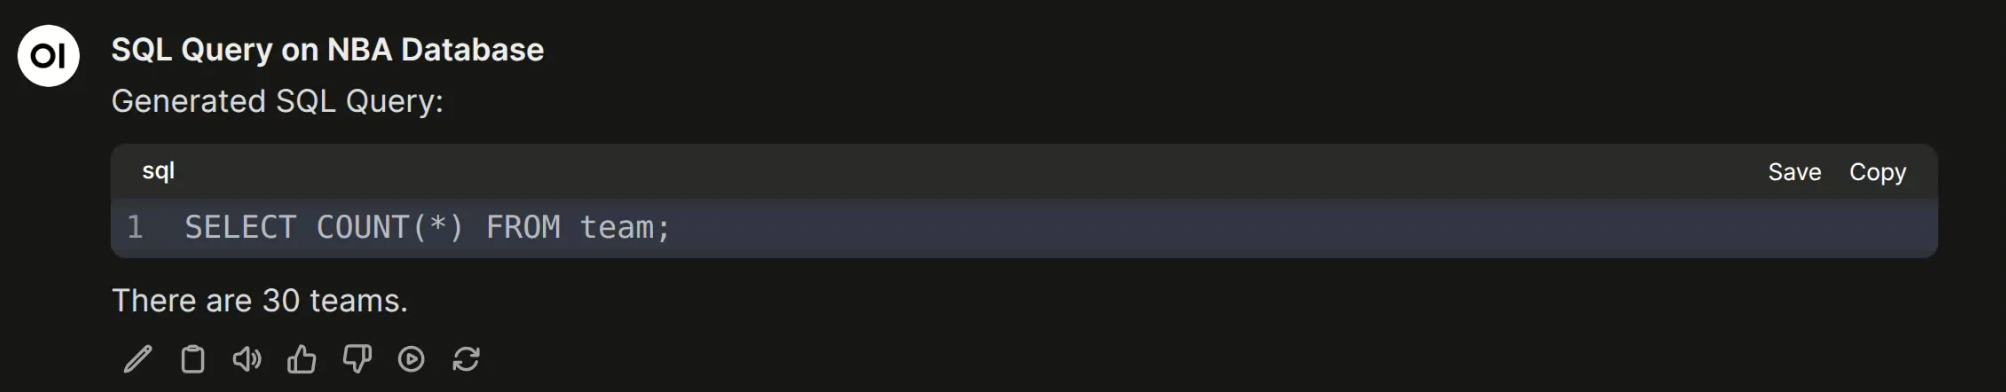 OI
SQL Query on NBA Database
Generated SQL Query:
sql
Save Copy
1 SELECT COUNT(*) FROM team;
There are 30 teams.